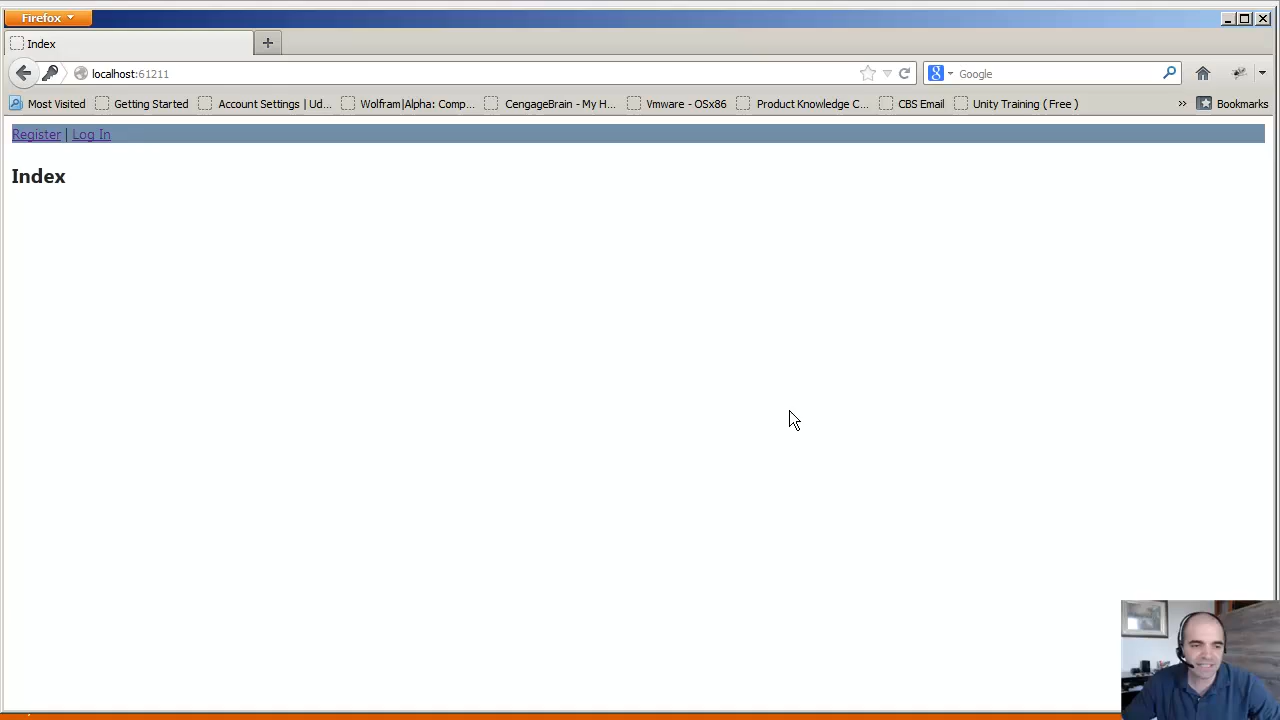 Firefox
Index
localhost:61211
Google
Most Visited
Getting Started
Account Settings | Ud...
Wolfram|Alpha: Comp...
CengageBrain - My H...
Vmware - OSx86
Product Knowledge C...
CBS Email
Unity Training ( Free )
»
Bookmarks
Register | Log In
Index